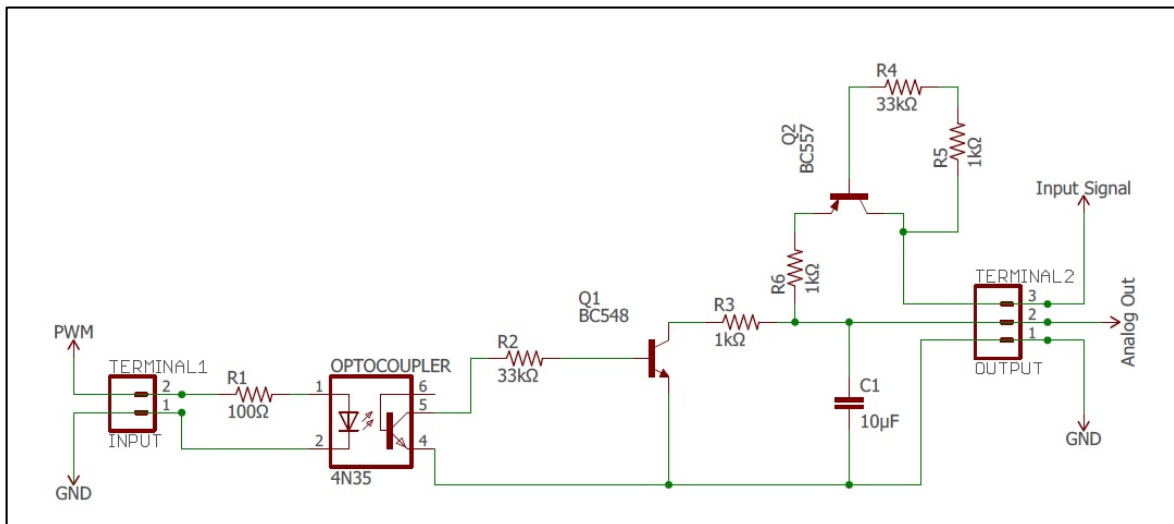 R4
33kΩ
Q2
BC557
R5
1kΩ
Input Signal
R6
1kΩ
TERMINAL2
3
2
1
OUTPUT
Analog Out
GND
Q1
BC548
R3
1kΩ
C1
10µF
R2
33kΩ
PWM
TERMINAL1
2
1
INPUT
GND
R1
100Ω
OPTOCOUPLER
1
2
6
5
4
4N35